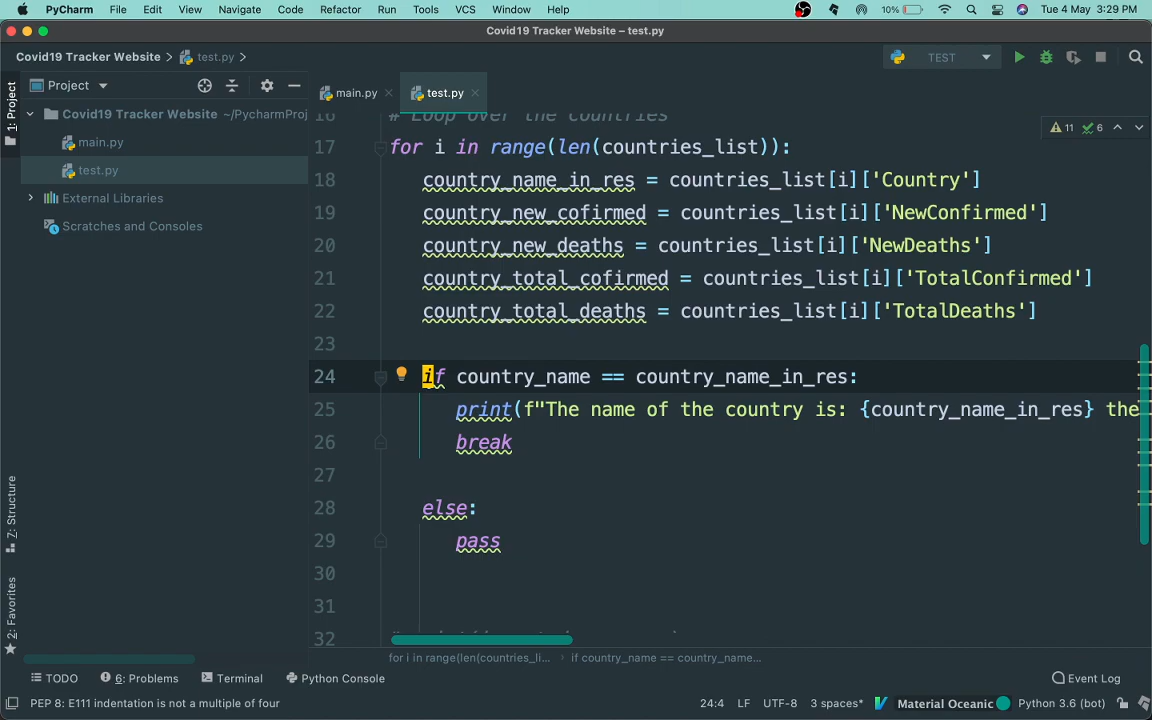 PyCharm File Edit View Navigate Code Refactor Run Tools VCS Window Help 10% Tue 4 May 3:29 PM
Covid19 Tracker Website – test.py
Covid19 Tracker Website test.py TEST
1: Project
Project
main.py test.py
Covid19 Tracker Website ~/PycharmProj
main.py
test.py
External Libraries
Scratches and Consoles
11 6
16 # Loop over the countries
17 for i in range(len(countries_list)):
18 country_name_in_res = countries_list[i]['Country']
19 country_new_cofirmed = countries_list[i]['NewConfirmed']
20 country_new_deaths = countries_list[i]['NewDeaths']
21 country_total_cofirmed = countries_list[i]['TotalConfirmed']
22 country_total_deaths = countries_list[i]['TotalDeaths']
23
24 if country_name == country_name_in_res:
25 print(f"The name of the country is: {country_name_in_res} the
26 break
27
28 else:
29 pass
30
31
32
7: Structure
2: Favorites
for i in range(len(countries_li... if country_name == country_name...
TODO 6: Problems Terminal Python Console Event Log
PEP 8: E111 indentation is not a multiple of four 24:4 LF UTF-8 3 spaces* Material Oceanic Python 3.6 (bot)